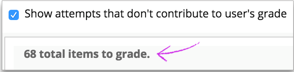 Show attempts that don't contribute to user's grade
68 total items to grade.